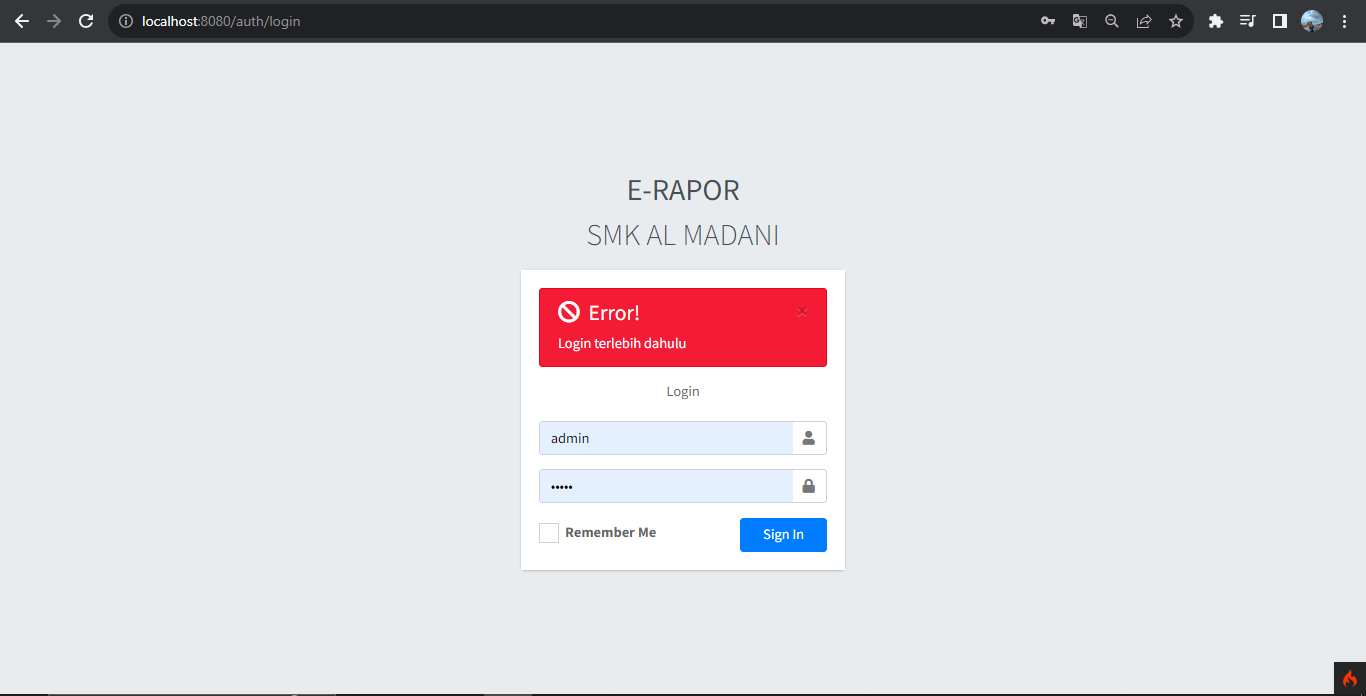 localhost:8080/auth/login
E-RAPOR
SMK AL MADANI
Error!
×
Login terlebih dahulu
Login
admin
•••••
Remember Me
Sign In